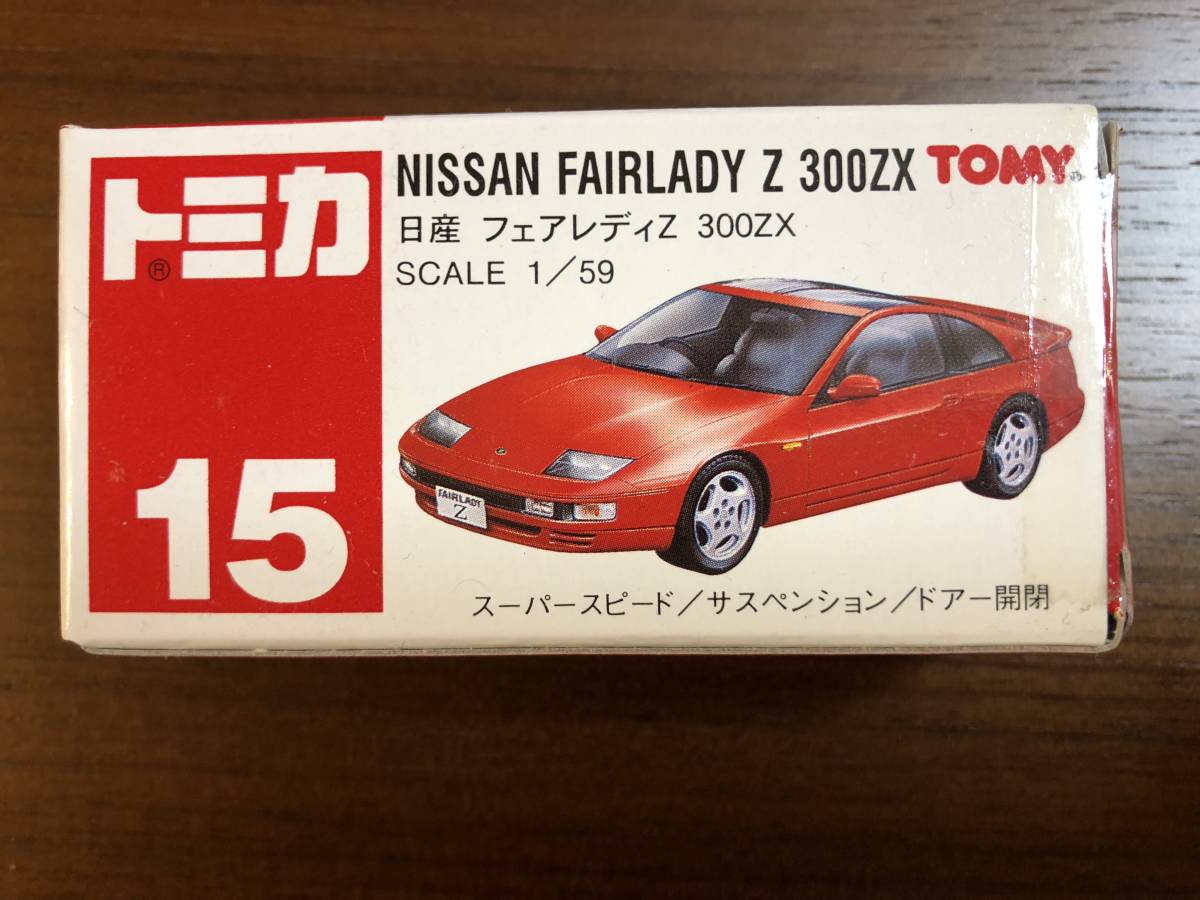 トミカ
®
15
NISSAN FAIRLADY Z 300ZX TOMY
日産 フェアレディZ 300ZX
SCALE 1/59
FAIRLADY
Z
スーパースピード/サスペンション/ドアー開閉